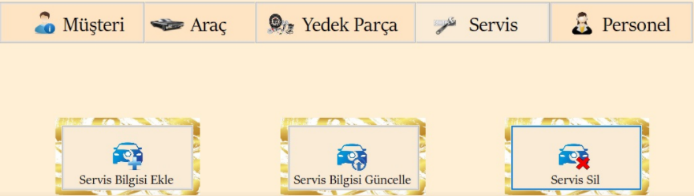 Müşteri
Araç
Yedek Parça
Servis
Personel
Servis Bilgisi Ekle
Servis Bilgisi Güncelle
Servis Sil